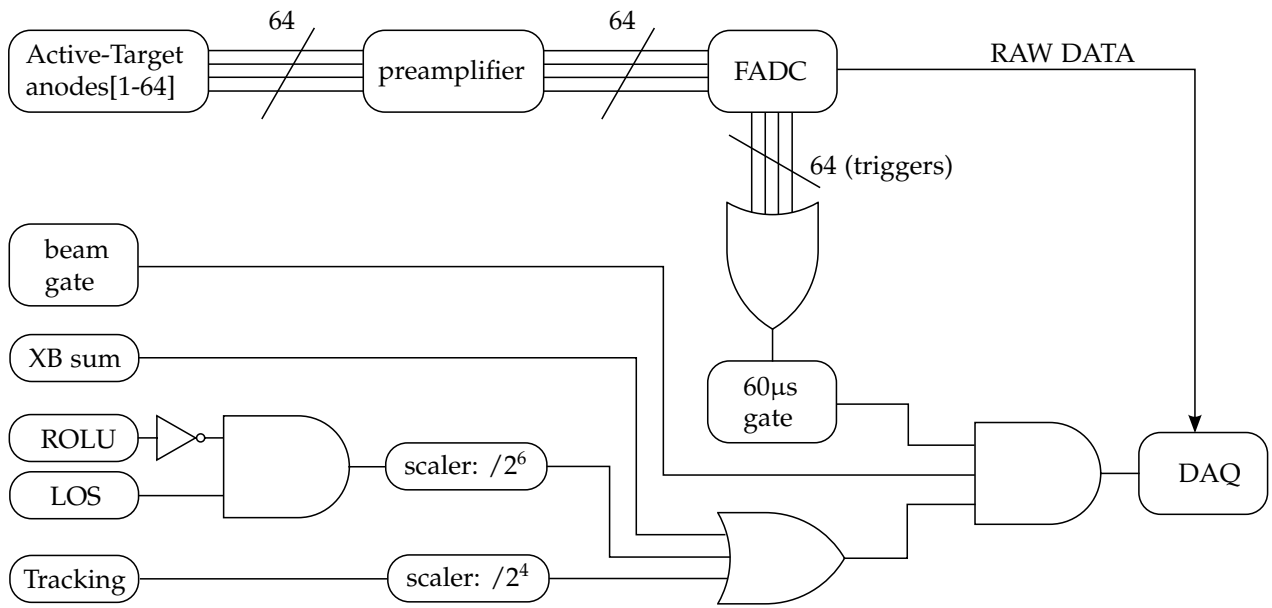 64
64
Active-Target
anodes[1-64]
preamplifier
FADC
RAW DATA
64 (triggers)
beam
gate
XB sum
60μs
gate
ROLU
scaler: /2⁶
LOS
DAQ
Tracking
scaler: /2⁴